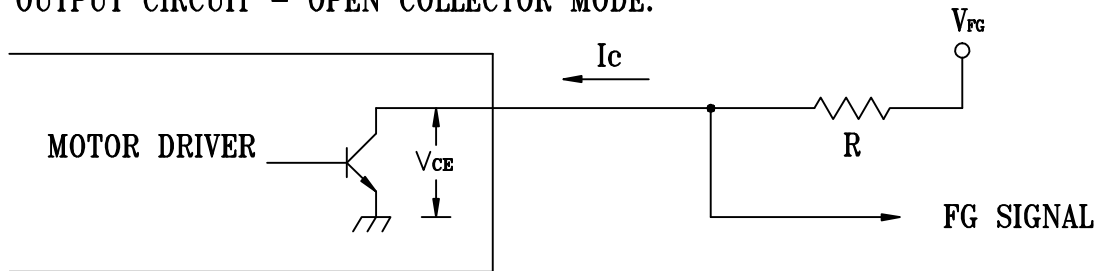 OUTPUT CIRCUIT - OPEN COLLECTOR MODE:
VFG
Ic
MOTOR DRIVER
VCE
R
FG SIGNAL